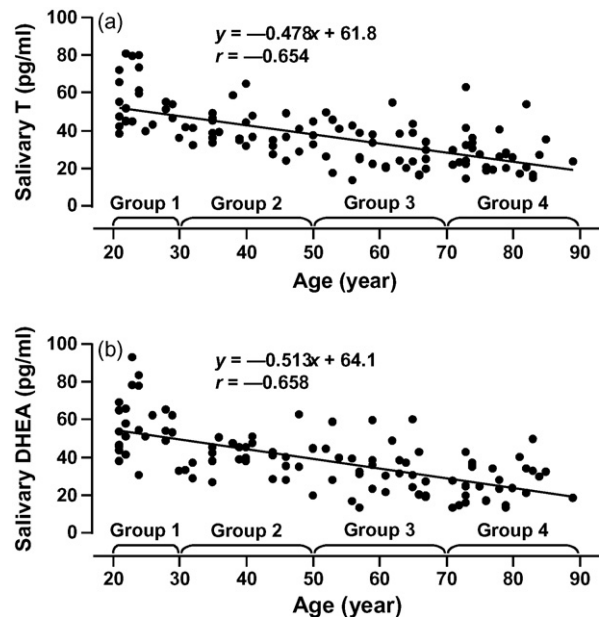 (a)
y = —0.478x + 61.8
r = —0.654
Salivary T (pg/ml)
100
80
60
40
20
0
Group 1 Group 2 Group 3 Group 4
20 30 40 50 60 70 80 90
Age (year)
(b)
y = —0.513x + 64.1
r = —0.658
Salivary DHEA (pg/ml)
100
80
60
40
20
0
Group 1 Group 2 Group 3 Group 4
20 30 40 50 60 70 80 90
Age (year)